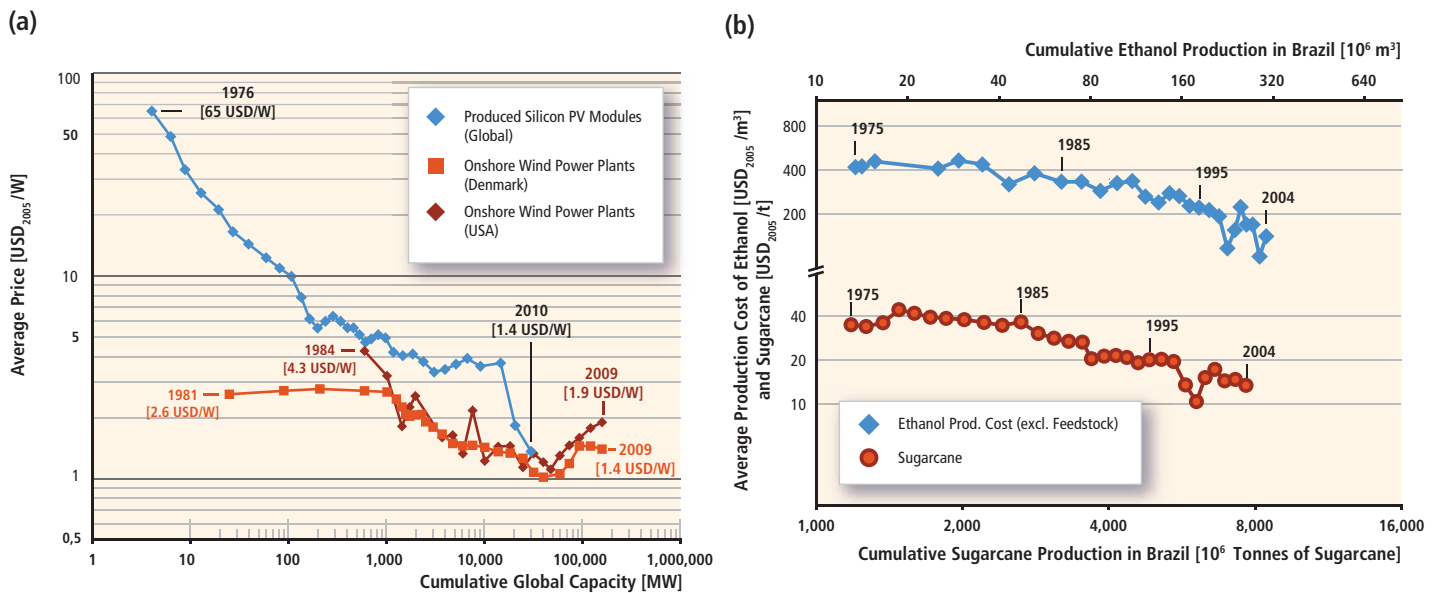 (a)
Average Price [USD2005/W]
100
50
10
5
1
0,5
1976
[65 USD/W]
Produced Silicon PV Modules
(Global)
Onshore Wind Power Plants
(Denmark)
Onshore Wind Power Plants
(USA)
2010
[1.4 USD/W]
1984
[4.3 USD/W]
1981
[2.6 USD/W]
2009
[1.9 USD/W]
2009
[1.4 USD/W]
1
10
100
1,000
10,000
100,000
1,000,000
Cumulative Global Capacity [MW]
(b)
Cumulative Ethanol Production in Brazil [10⁶ m³]
10
20
40
80
160
320
640
Average Production Cost of Ethanol [USD2005 /m³]
and Sugarcane [USD2005 /t]
800
400
200
40
20
10
1975
1985
1995
2004
1975
1985
1995
2004
Ethanol Prod. Cost (excl. Feedstock)
Sugarcane
1,000
2,000
4,000
8,000
16,000
Cumulative Sugarcane Production in Brazil [10⁶ Tonnes of Sugarcane]